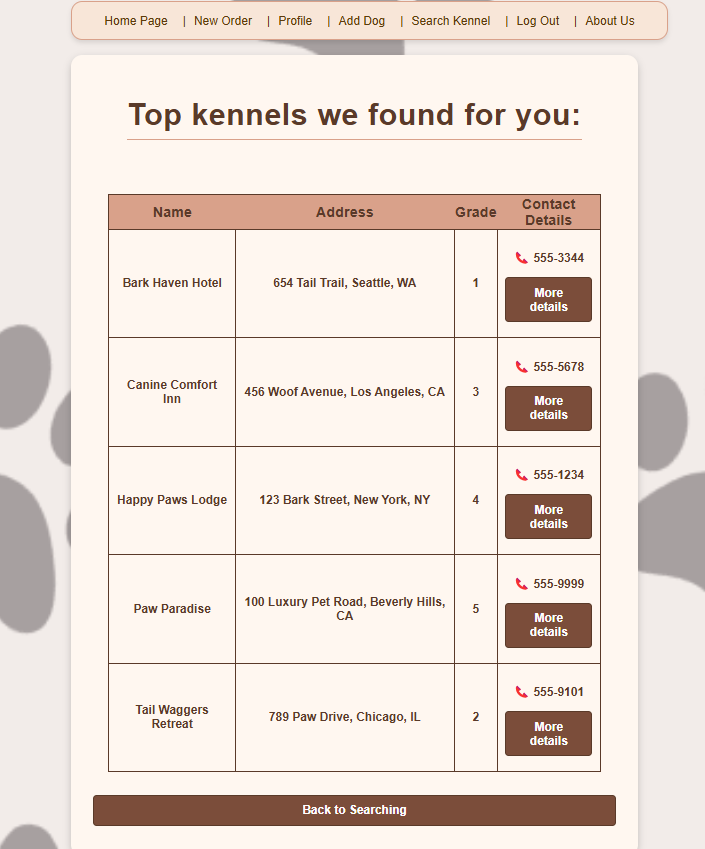 Home Page | New Order | Profile | Add Dog | Search Kennel | Log Out | About Us
Top kennels we found for you:
Name Address Grade Contact
Details
Bark Haven Hotel 654 Tail Trail, Seattle, WA 1 555-3344
More
details
Canine Comfort
Inn 456 Woof Avenue, Los Angeles, CA 3 555-5678
More
details
Happy Paws Lodge 123 Bark Street, New York, NY 4 555-1234
More
details
Paw Paradise 100 Luxury Pet Road, Beverly Hills,
CA 5 555-9999
More
details
Tail Waggers
Retreat 789 Paw Drive, Chicago, IL 2 555-9101
More
details
Back to Searching